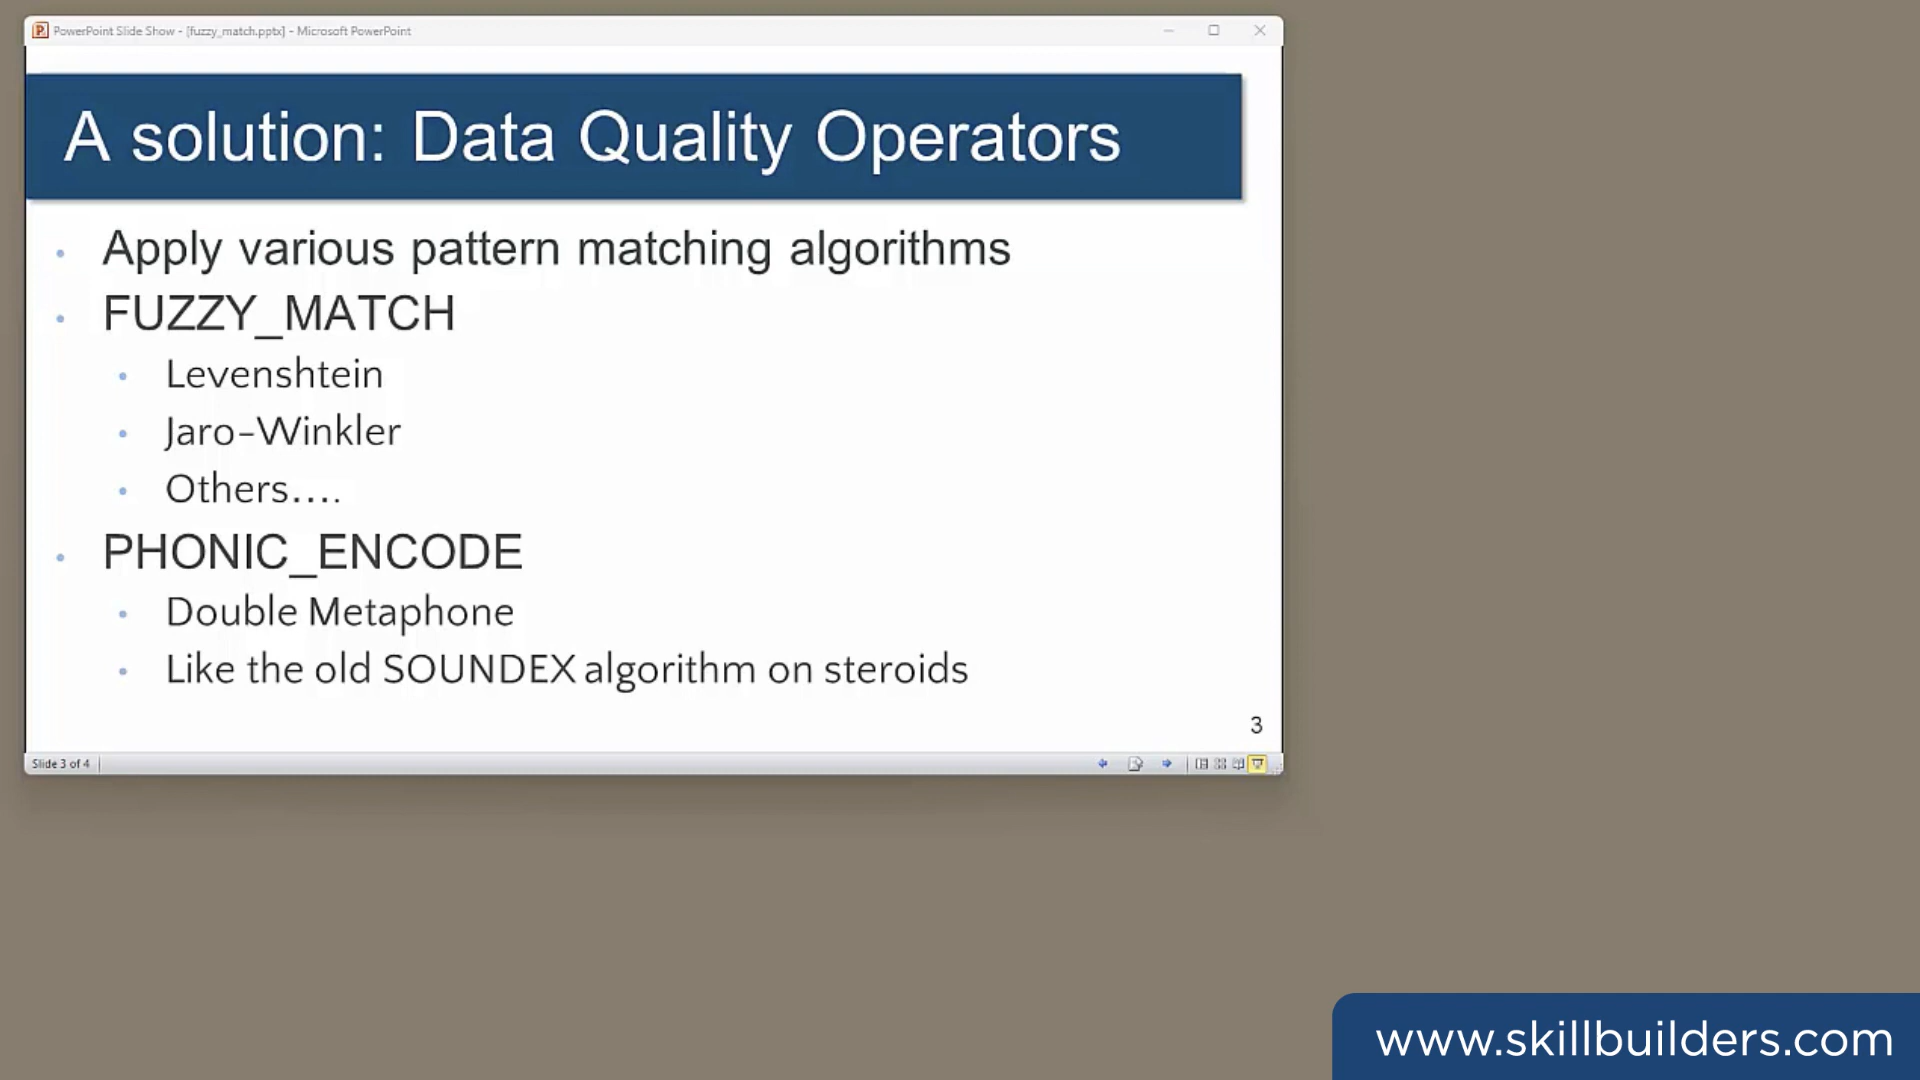 PowerPoint Slide Show - [fuzzy_match.pptx] - Microsoft PowerPoint
A solution: Data Quality Operators
• Apply various pattern matching algorithms
• FUZZY_MATCH
• Levenshtein
• Jaro-Winkler
• Others....
• PHONIC_ENCODE
• Double Metaphone
• Like the old SOUNDEX algorithm on steroids
3
Slide 3 of 4
www.skillbuilders.com